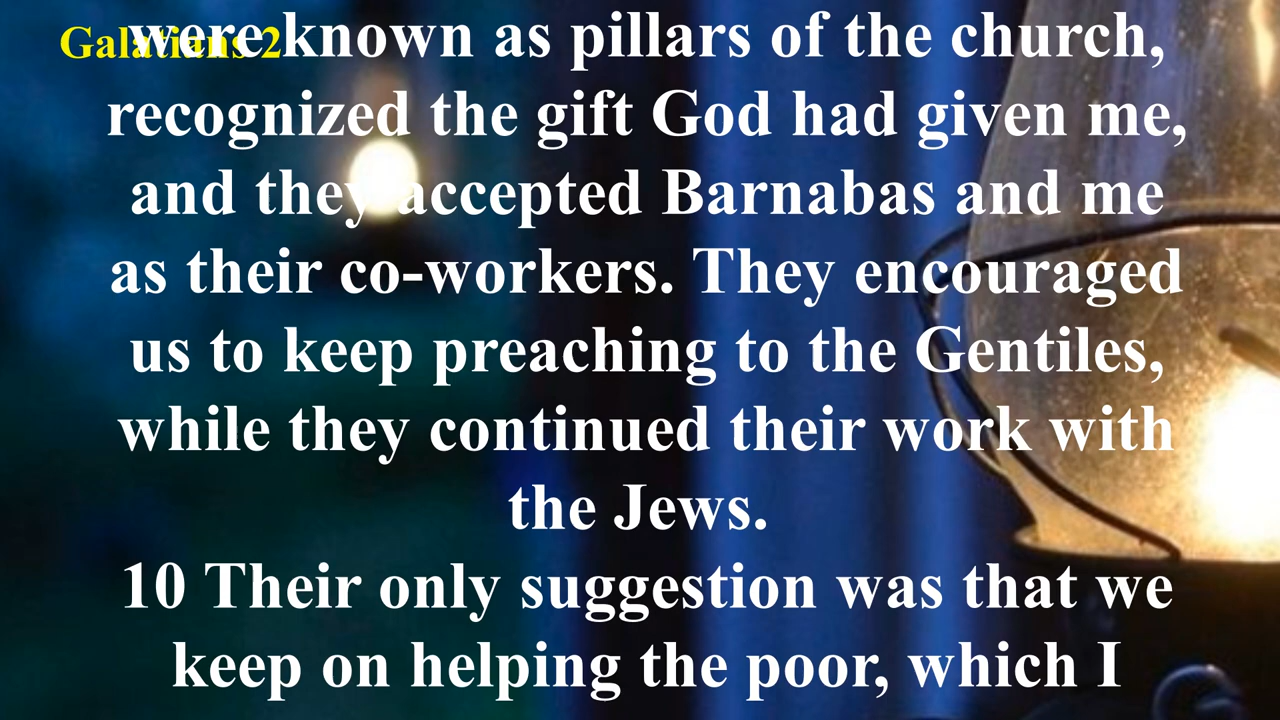 Galatians 2
were known as pillars of the church,
recognized the gift God had given me,
and they accepted Barnabas and me
as their co-workers. They encouraged
us to keep preaching to the Gentiles,
while they continued their work with
the Jews.
10 Their only suggestion was that we
keep on helping the poor, which I